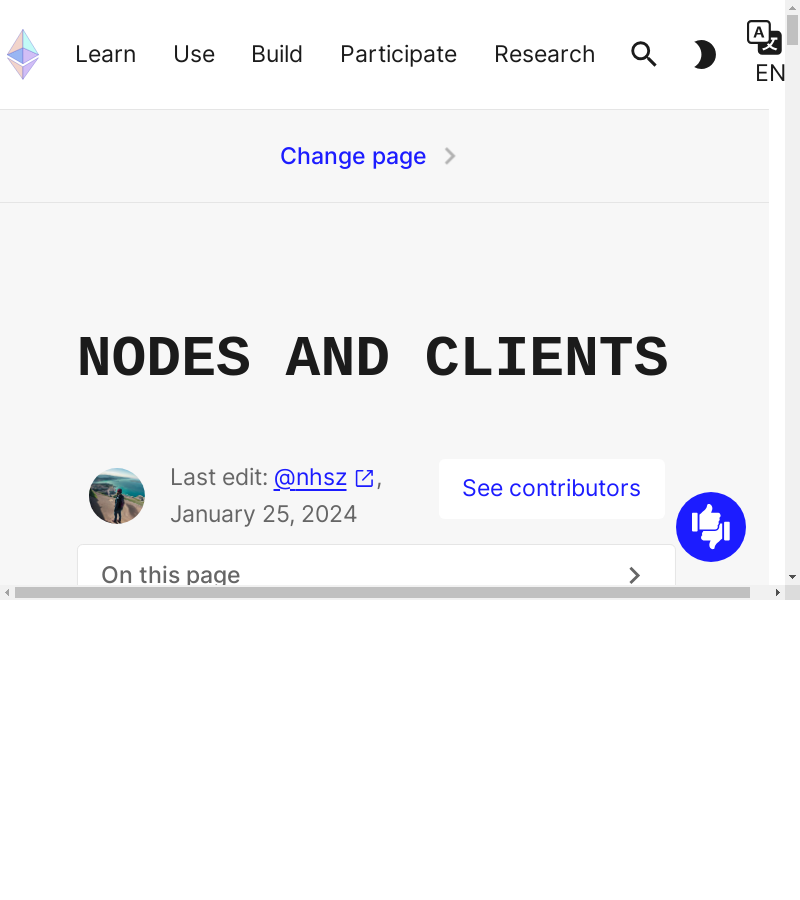 Learn Use Build Participate Research
EN
Change page
NODES AND CLIENTS
Last edit: @nhsz,
January 25, 2024
See contributors
On this page